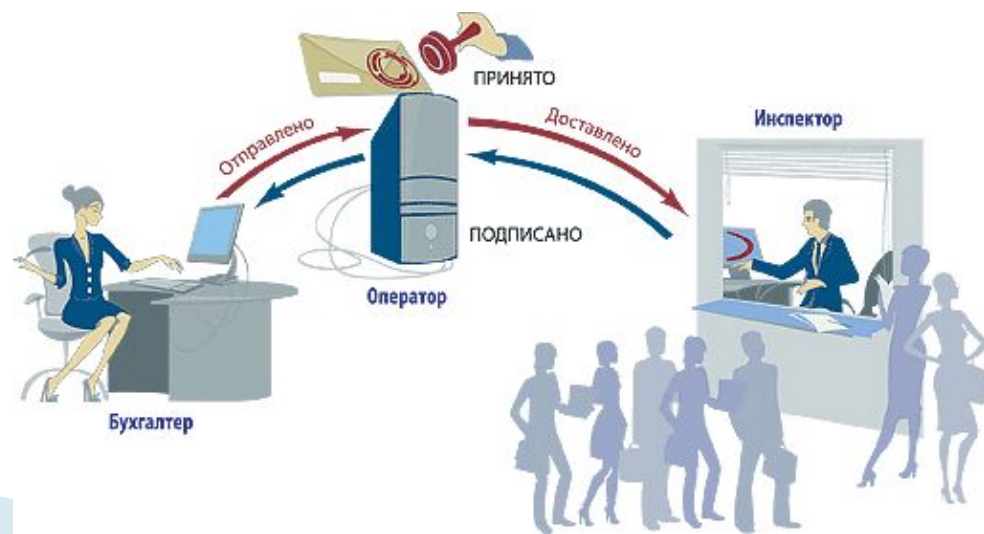 ПРИНЯТО
Отправлено
Доставлено
Инспектор
ПОДПИСАНО
Оператор
Бухгалтер